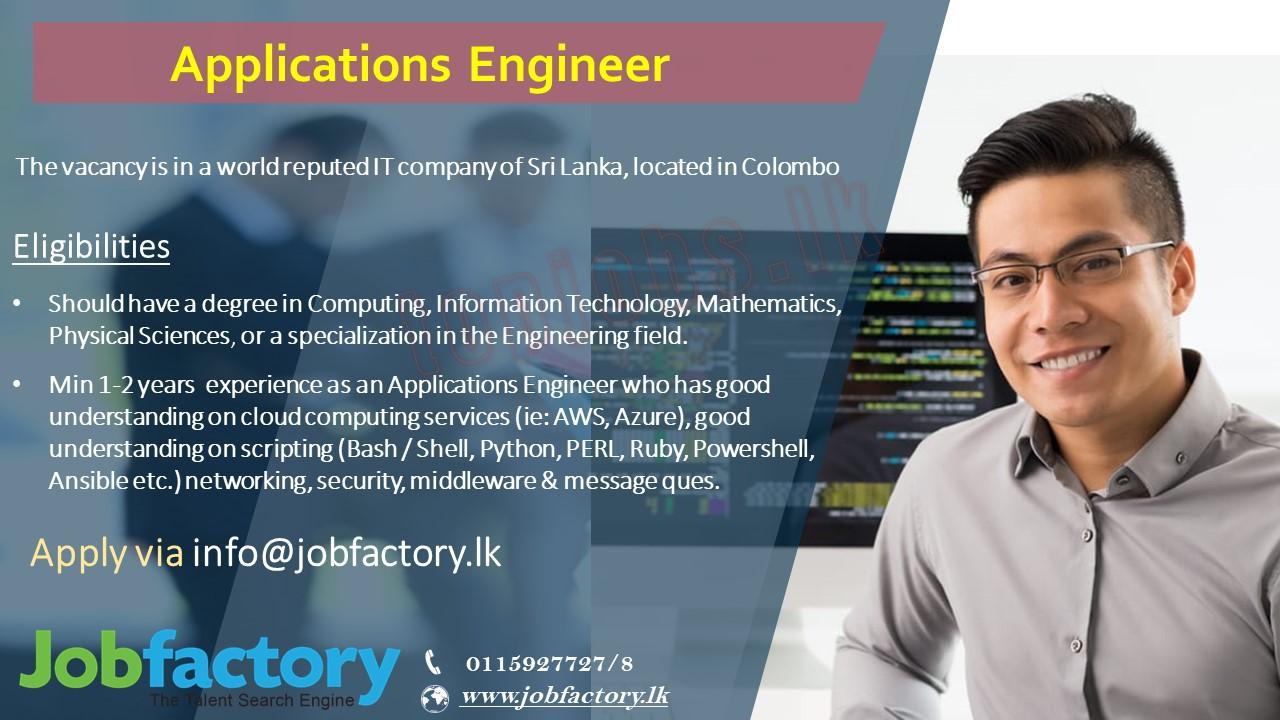 Applications Engineer
The vacancy is in a world reputed IT company of Sri Lanka, located in Colombo
Eligibilities
• Should have a degree in Computing, Information Technology, Mathematics,
Physical Sciences, or a specialization in the Engineering field.
• Min 1-2 years experience as an Applications Engineer who has good
understanding on cloud computing services (ie: AWS, Azure), good
understanding on scripting (Bash / Shell, Python, PERL, Ruby, Powershell,
Ansible etc.) networking, security, middleware & message ques.
Apply via info@jobfactory.lk
Jobfactory
The Talent Search Engine
0115927727/8
www.jobfactory.lk